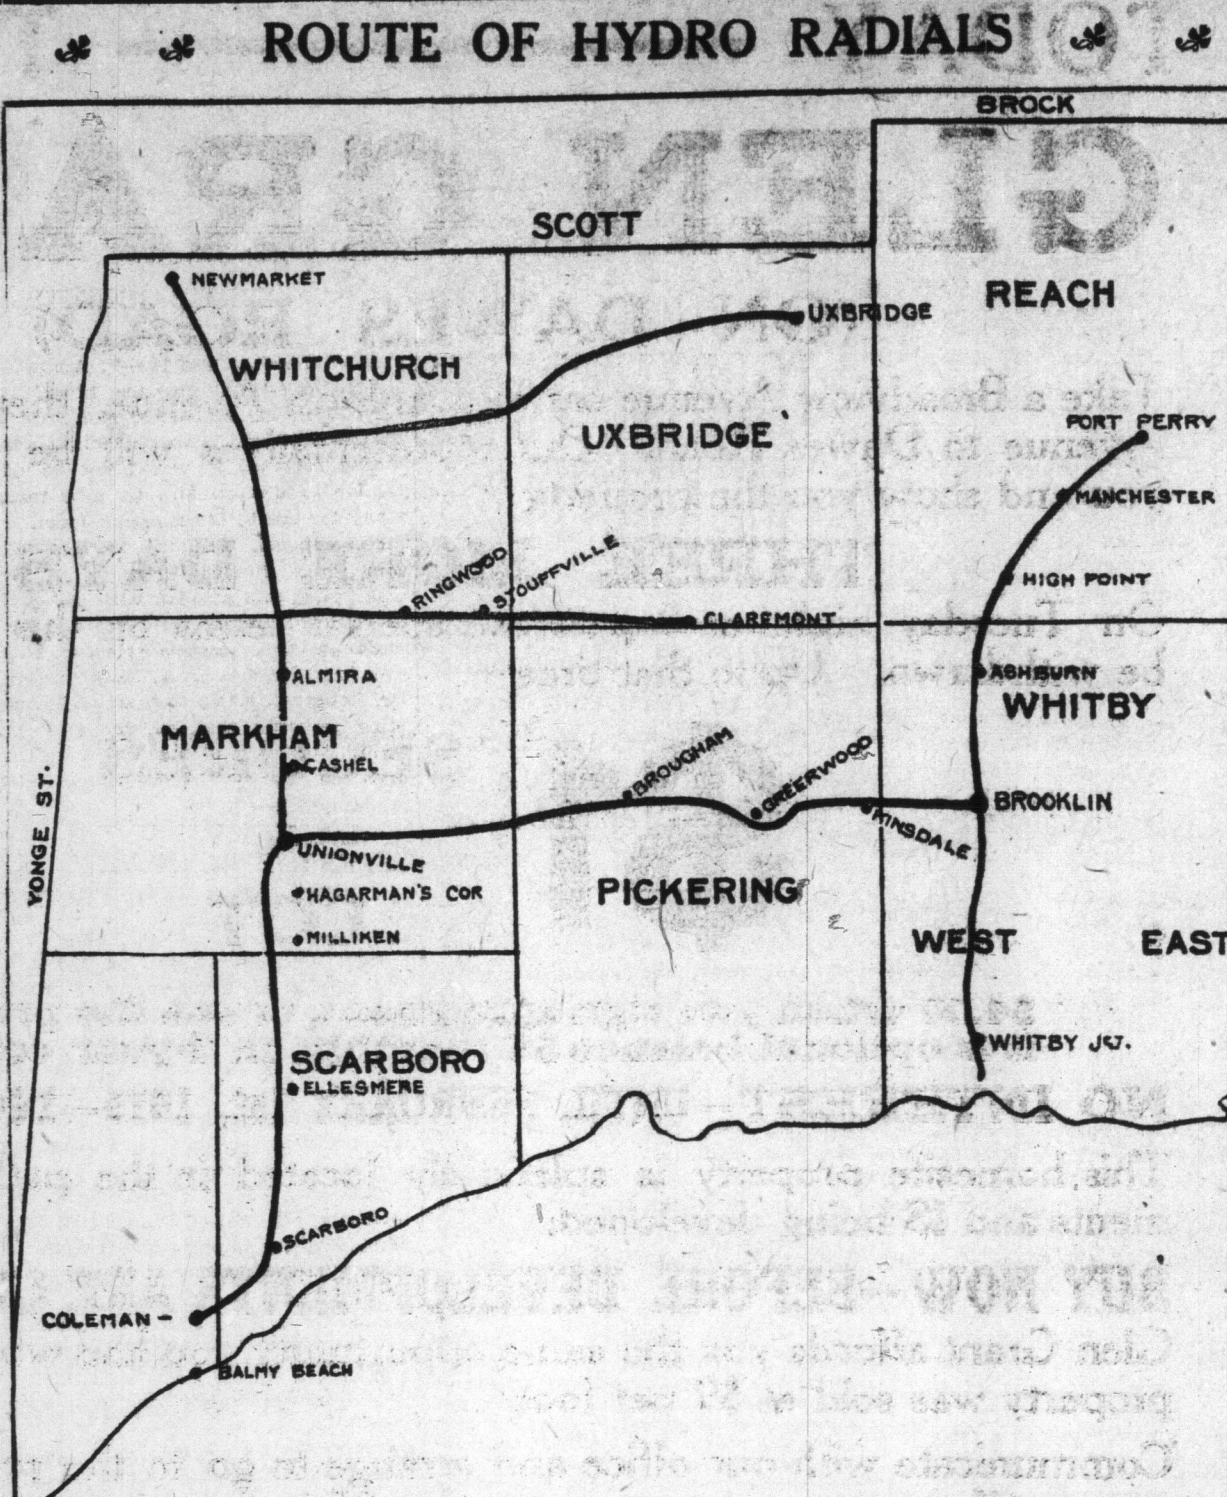 ROUTE OF HYDRO RADIALS
BROCK
SCOTT
NEWMARKET
REACH
UXBRIDGE
WHITCHURCH
PORT PERRY
UXBRIDGE
MANCHESTER
RINGWOOD
STOUFFVILLE
HIGH POINT
CLAREMONT
ALMIRA
ASHBURN
WHITBY
MARKHAM
CASHEL
BROUGHAM
GREERWOOD
YONGE ST.
BROOKLIN
KINSDALE
UNIONVILLE
HAGARMAN'S COR
PICKERING
MILLIKEN
WEST
EAST
WHITBY JCT.
SCARBORO
ELLESMERE
SCARBORO
COLEMAN -
BALMY BEACH